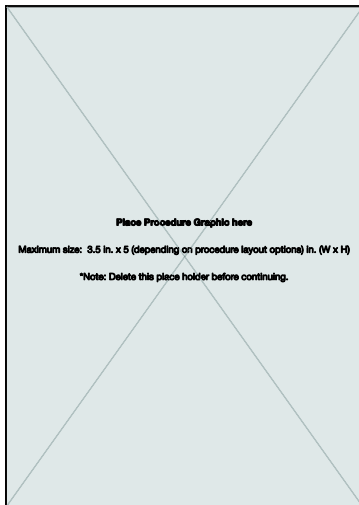 Place Procedure Graphic here
Maximum size: 3.5 in. x 5 (depending on procedure layout options) in. (W x H)
*Note: Delete this place holder before continuing.